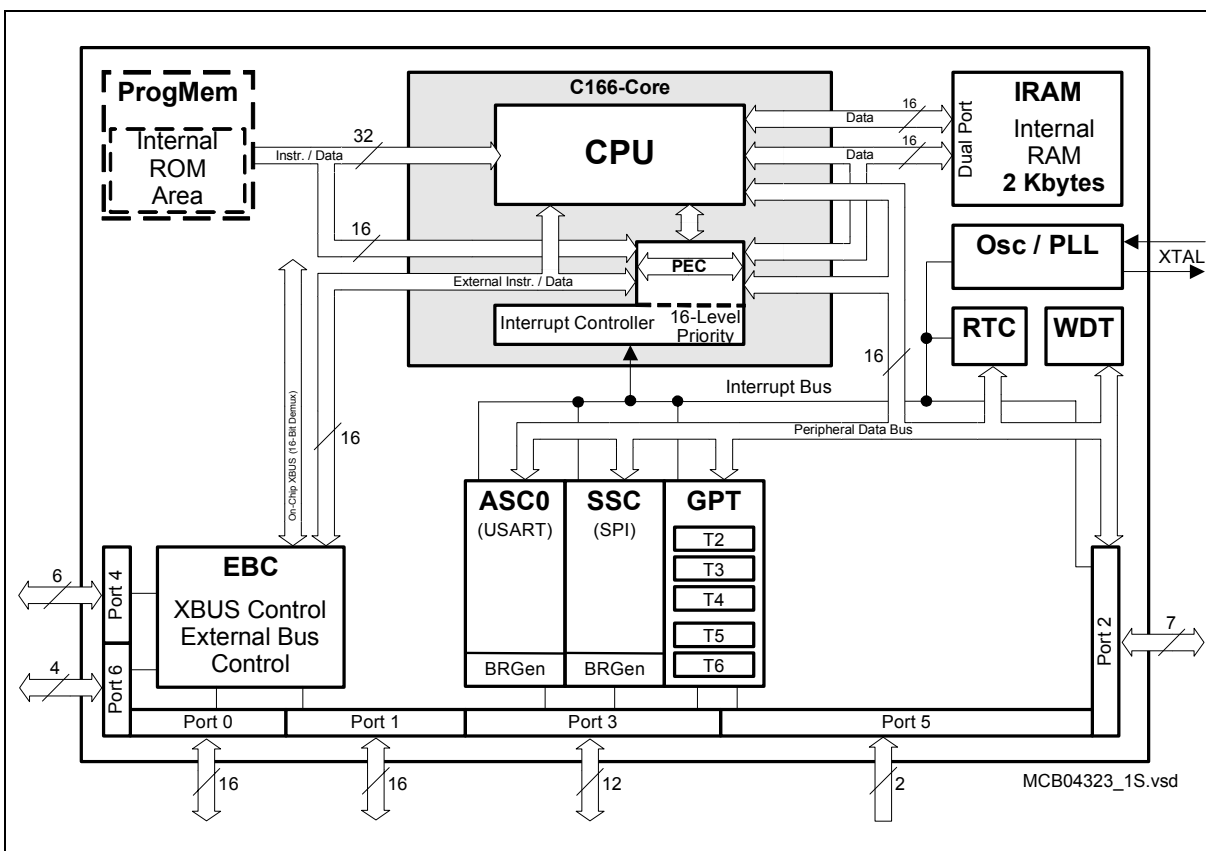 ProgMem
Internal
ROM
Area
C166-Core
CPU
32
Instr. / Data
16
Data
16
Data
Dual Port
IRAM
Internal
RAM
2 Kbytes
16
PEC
External Instr. / Data
Interrupt Controller
16-Level
Priority
Osc / PLL
XTAL
RTC
WDT
16
Interrupt Bus
Peripheral Data Bus
On-Chip XBUS (16-Bit Demux)
16
ASC0
(USART)
BRGen
SSC
(SPI)
BRGen
GPT
T2
T3
T4
T5
T6
EBC
XBUS Control
External Bus
Control
6
Port 4
4
Port 6
Port 2
7
Port 0
Port 1
Port 3
Port 5
16
16
12
2
MCB04323_1S.vsd